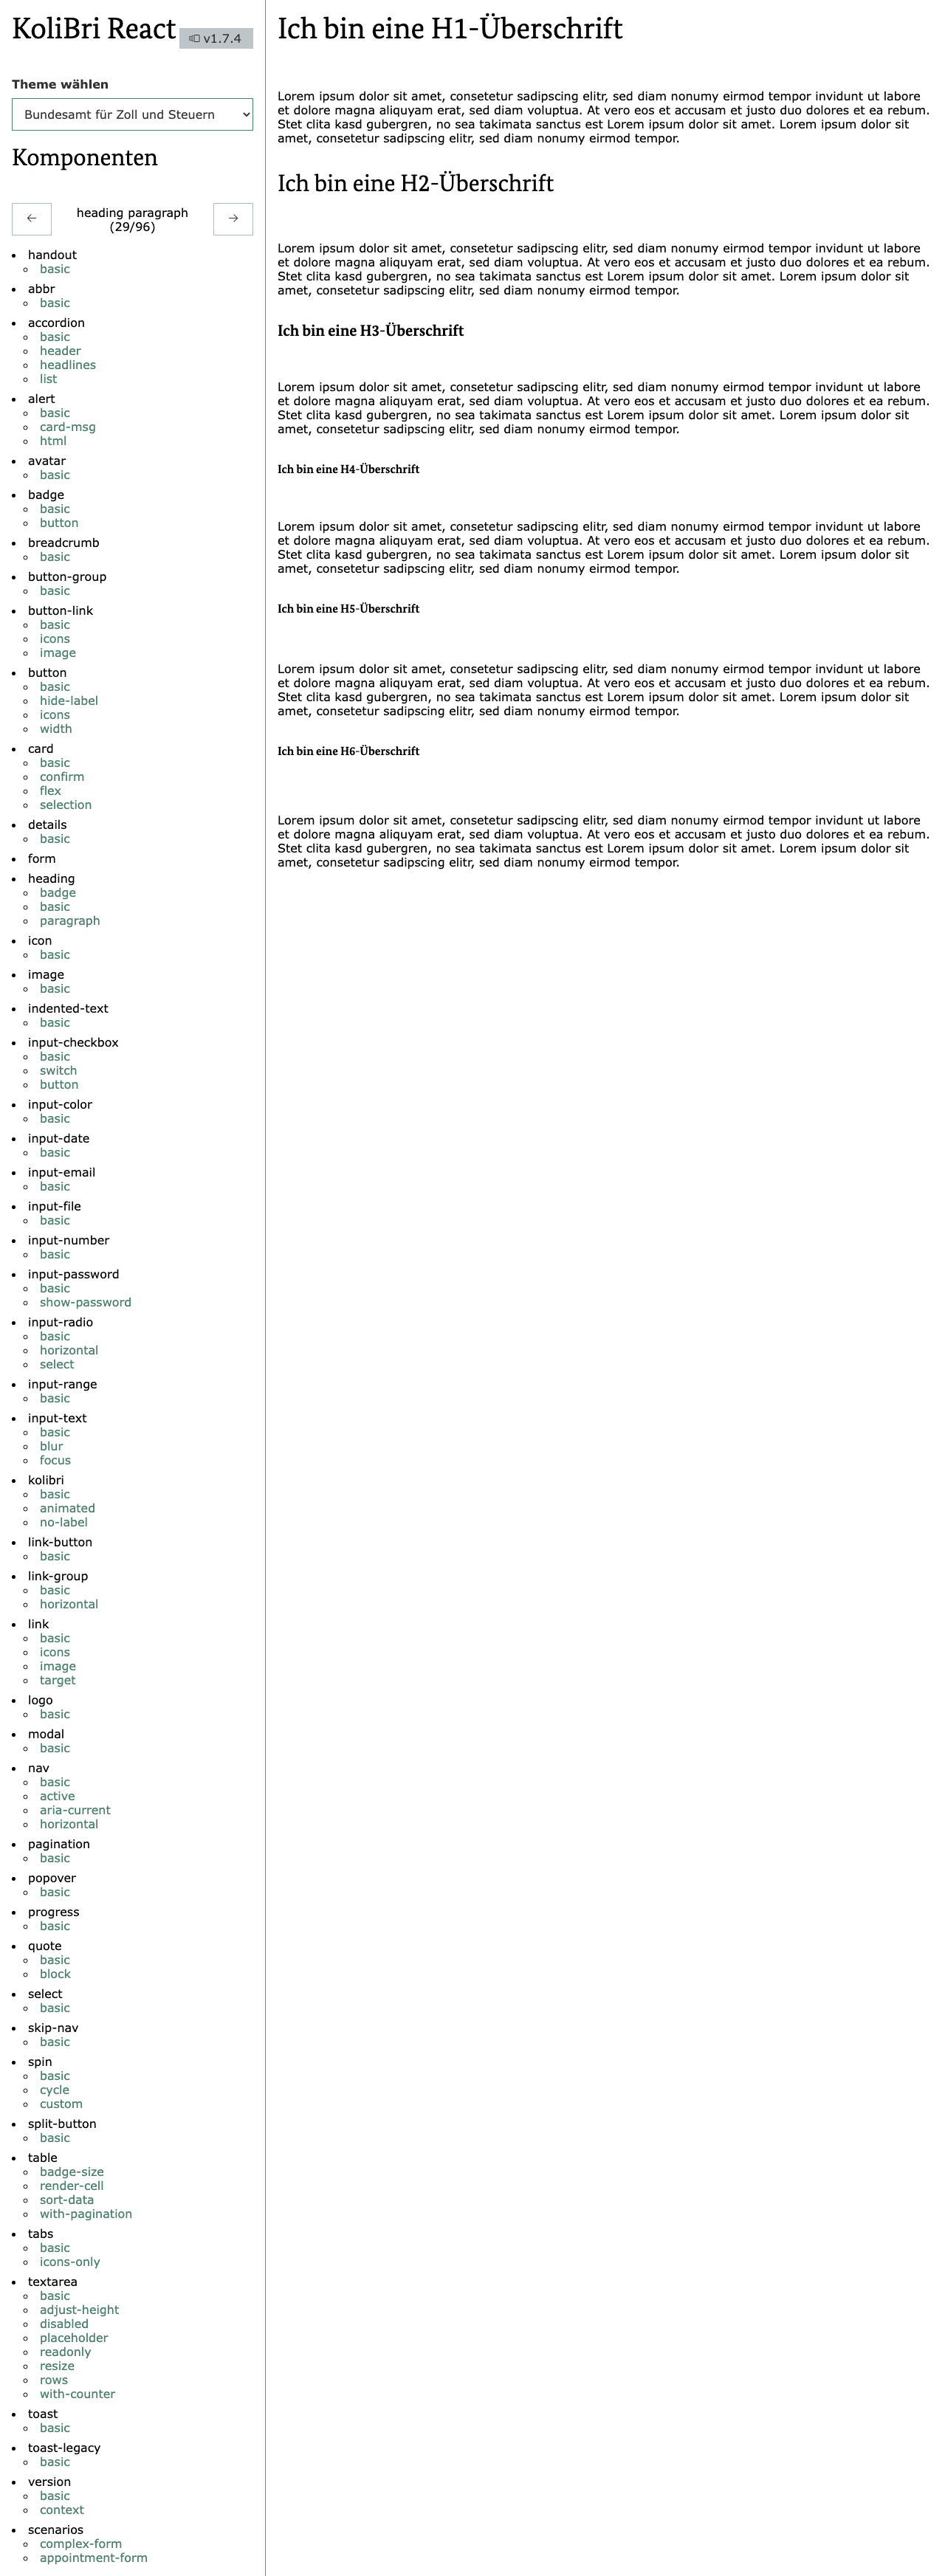 KoliBri React
v1.7.4
Theme wählen
Bundesamt für Zoll und Steuern
Komponenten
←
heading paragraph
(29/96)
→
handout
basic
abbr
basic
accordion
basic
header
headlines
list
alert
basic
card-msg
html
avatar
basic
badge
basic
button
breadcrumb
basic
button-group
basic
button-link
basic
icons
image
button
basic
hide-label
icons
width
card
basic
confirm
flex
selection
details
basic
form
heading
badge
basic
paragraph
icon
basic
image
basic
indented-text
basic
input-checkbox
basic
switch
button
input-color
basic
input-date
basic
input-email
basic
input-file
basic
input-number
basic
input-password
basic
show-password
input-radio
basic
horizontal
select
input-range
basic
input-text
basic
blur
focus
kolibri
basic
animated
no-label
link-button
basic
link-group
basic
horizontal
link
basic
icons
image
target
logo
basic
modal
basic
nav
basic
active
aria-current
horizontal
pagination
basic
popover
basic
progress
basic
quote
basic
block
select
basic
skip-nav
basic
spin
basic
cycle
custom
split-button
basic
table
badge-size
render-cell
sort-data
with-pagination
tabs
basic
icons-only
textarea
basic
adjust-height
disabled
placeholder
readonly
resize
rows
with-counter
toast
basic
toast-legacy
basic
version
basic
context
scenarios
complex-form
appointment-form
Ich bin eine H1-Überschrift
Lorem ipsum dolor sit amet, consetetur sadipscing elitr, sed diam nonumy eirmod tempor invidunt ut labore
et dolore magna aliquyam erat, sed diam voluptua. At vero eos et accusam et justo duo dolores et ea rebum.
Stet clita kasd gubergren, no sea takimata sanctus est Lorem ipsum dolor sit amet. Lorem ipsum dolor sit
amet, consetetur sadipscing elitr, sed diam nonumy eirmod tempor.
Ich bin eine H2-Überschrift
Lorem ipsum dolor sit amet, consetetur sadipscing elitr, sed diam nonumy eirmod tempor invidunt ut labore
et dolore magna aliquyam erat, sed diam voluptua. At vero eos et accusam et justo duo dolores et ea rebum.
Stet clita kasd gubergren, no sea takimata sanctus est Lorem ipsum dolor sit amet. Lorem ipsum dolor sit
amet, consetetur sadipscing elitr, sed diam nonumy eirmod tempor.
Ich bin eine H3-Überschrift
Lorem ipsum dolor sit amet, consetetur sadipscing elitr, sed diam nonumy eirmod tempor invidunt ut labore
et dolore magna aliquyam erat, sed diam voluptua. At vero eos et accusam et justo duo dolores et ea rebum.
Stet clita kasd gubergren, no sea takimata sanctus est Lorem ipsum dolor sit amet. Lorem ipsum dolor sit
amet, consetetur sadipscing elitr, sed diam nonumy eirmod tempor.
Ich bin eine H4-Überschrift
Lorem ipsum dolor sit amet, consetetur sadipscing elitr, sed diam nonumy eirmod tempor invidunt ut labore
et dolore magna aliquyam erat, sed diam voluptua. At vero eos et accusam et justo duo dolores et ea rebum.
Stet clita kasd gubergren, no sea takimata sanctus est Lorem ipsum dolor sit amet. Lorem ipsum dolor sit
amet, consetetur sadipscing elitr, sed diam nonumy eirmod tempor.
Ich bin eine H5-Überschrift
Lorem ipsum dolor sit amet, consetetur sadipscing elitr, sed diam nonumy eirmod tempor invidunt ut labore
et dolore magna aliquyam erat, sed diam voluptua. At vero eos et accusam et justo duo dolores et ea rebum.
Stet clita kasd gubergren, no sea takimata sanctus est Lorem ipsum dolor sit amet. Lorem ipsum dolor sit
amet, consetetur sadipscing elitr, sed diam nonumy eirmod tempor.
Ich bin eine H6-Überschrift
Lorem ipsum dolor sit amet, consetetur sadipscing elitr, sed diam nonumy eirmod tempor invidunt ut labore
et dolore magna aliquyam erat, sed diam voluptua. At vero eos et accusam et justo duo dolores et ea rebum.
Stet clita kasd gubergren, no sea takimata sanctus est Lorem ipsum dolor sit amet. Lorem ipsum dolor sit
amet, consetetur sadipscing elitr, sed diam nonumy eirmod tempor.